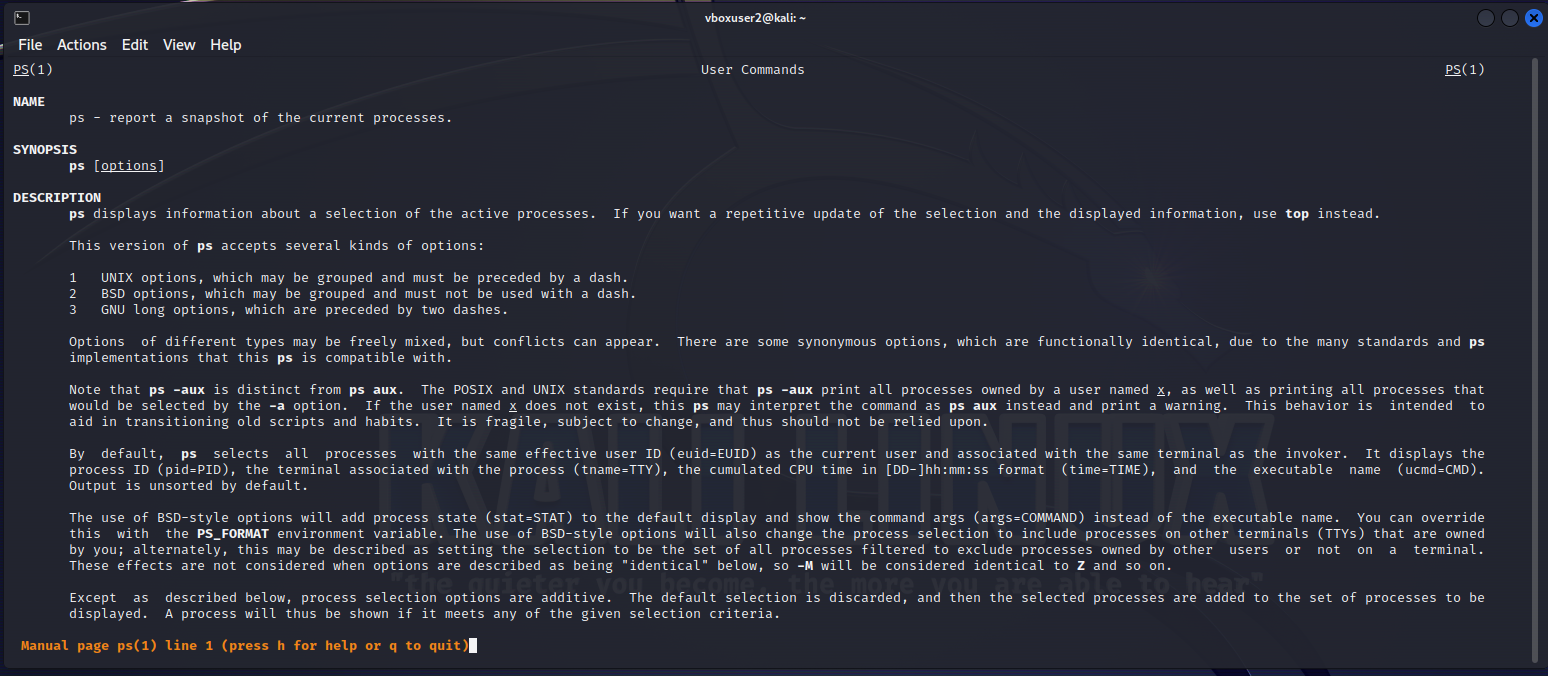 vboxuser2@kali: ~
File Actions Edit View Help
PS(1) User Commands PS(1)
NAME
ps - report a snapshot of the current processes.
SYNOPSIS
ps [options]
DESCRIPTION
ps displays information about a selection of the active processes. If you want a repetitive update of the selection and the displayed information, use top instead.
This version of ps accepts several kinds of options:
1 UNIX options, which may be grouped and must be preceded by a dash.
2 BSD options, which may be grouped and must not be used with a dash.
3 GNU long options, which are preceded by two dashes.
Options of different types may be freely mixed, but conflicts can appear. There are some synonymous options, which are functionally identical, due to the many standards and ps
implementations that this ps is compatible with.
Note that ps -aux is distinct from ps aux. The POSIX and UNIX standards require that ps -aux print all processes owned by a user named x, as well as printing all processes that
would be selected by the -a option. If the user named x does not exist, this ps may interpret the command as ps aux instead and print a warning. This behavior is intended to
aid in transitioning old scripts and habits. It is fragile, subject to change, and thus should not be relied upon.
By default, ps selects all processes with the same effective user ID (euid=EUID) as the current user and associated with the same terminal as the invoker. It displays the
process ID (pid=PID), the terminal associated with the process (tname=TTY), the cumulated CPU time in [DD-]hh:mm:ss format (time=TIME), and the executable name (ucmd=CMD).
Output is unsorted by default.
The use of BSD-style options will add process state (stat=STAT) to the default display and show the command args (args=COMMAND) instead of the executable name. You can override
this with the PS_FORMAT environment variable. The use of BSD-style options will also change the process selection to include processes on other terminals (TTYs) that are owned
by you; alternately, this may be described as setting the selection to be the set of all processes filtered to exclude processes owned by other users or not on a terminal.
These effects are not considered when options are described as being "identical" below, so -M will be considered identical to Z and so on.
Except as described below, process selection options are additive. The default selection is discarded, and then the selected processes are added to the set of processes to be
displayed. A process will thus be shown if it meets any of the given selection criteria.
Manual page ps(1) line 1 (press h for help or q to quit)
KALI LINUX
"the quieter you become, the more you are able to hear"